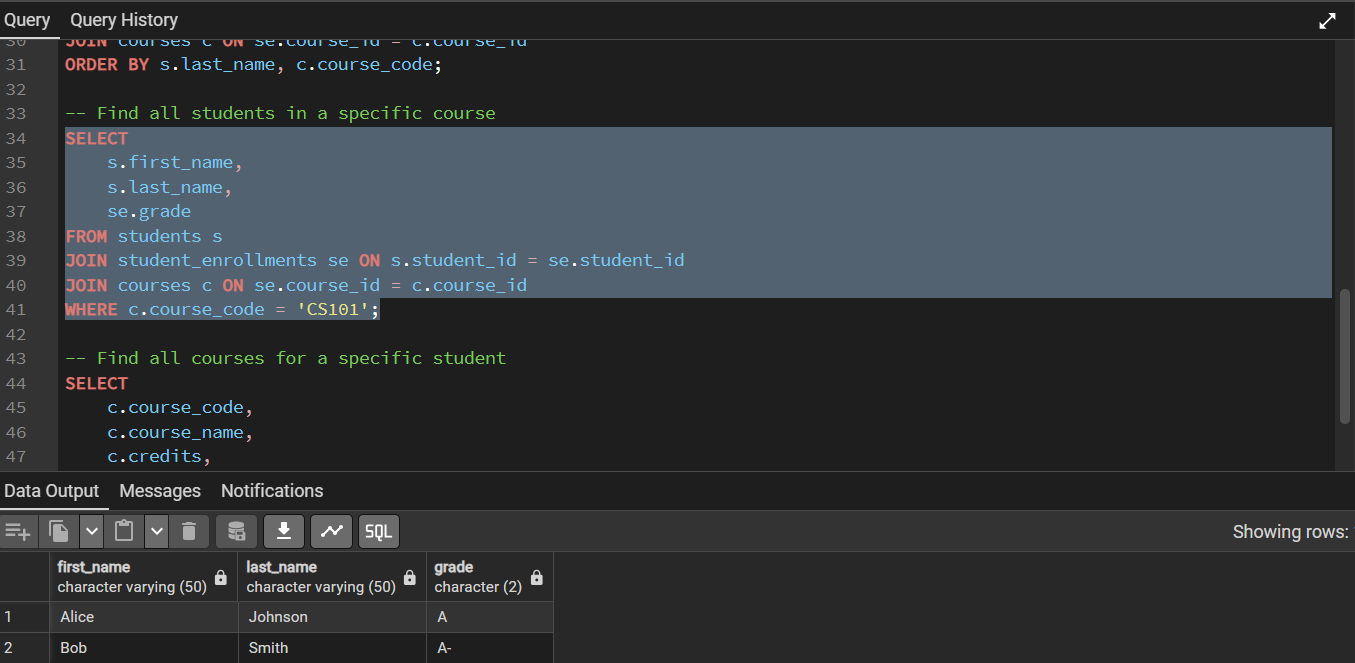 Query Query History
30 JOIN courses c ON se.course_id = c.course_id
31 ORDER BY s.last_name, c.course_code;
32
33 -- Find all students in a specific course
34 SELECT
35 s.first_name,
36 s.last_name,
37 se.grade
38 FROM students s
39 JOIN student_enrollments se ON s.student_id = se.student_id
40 JOIN courses c ON se.course_id = c.course_id
41 WHERE c.course_code = 'CS101';
42
43 -- Find all courses for a specific student
44 SELECT
45 c.course_code,
46 c.course_name,
47 c.credits,
Data Output Messages Notifications
SQL Showing rows:
first_name last_name grade
character varying (50) character varying (50) character (2)
1 Alice Johnson A
2 Bob Smith A-